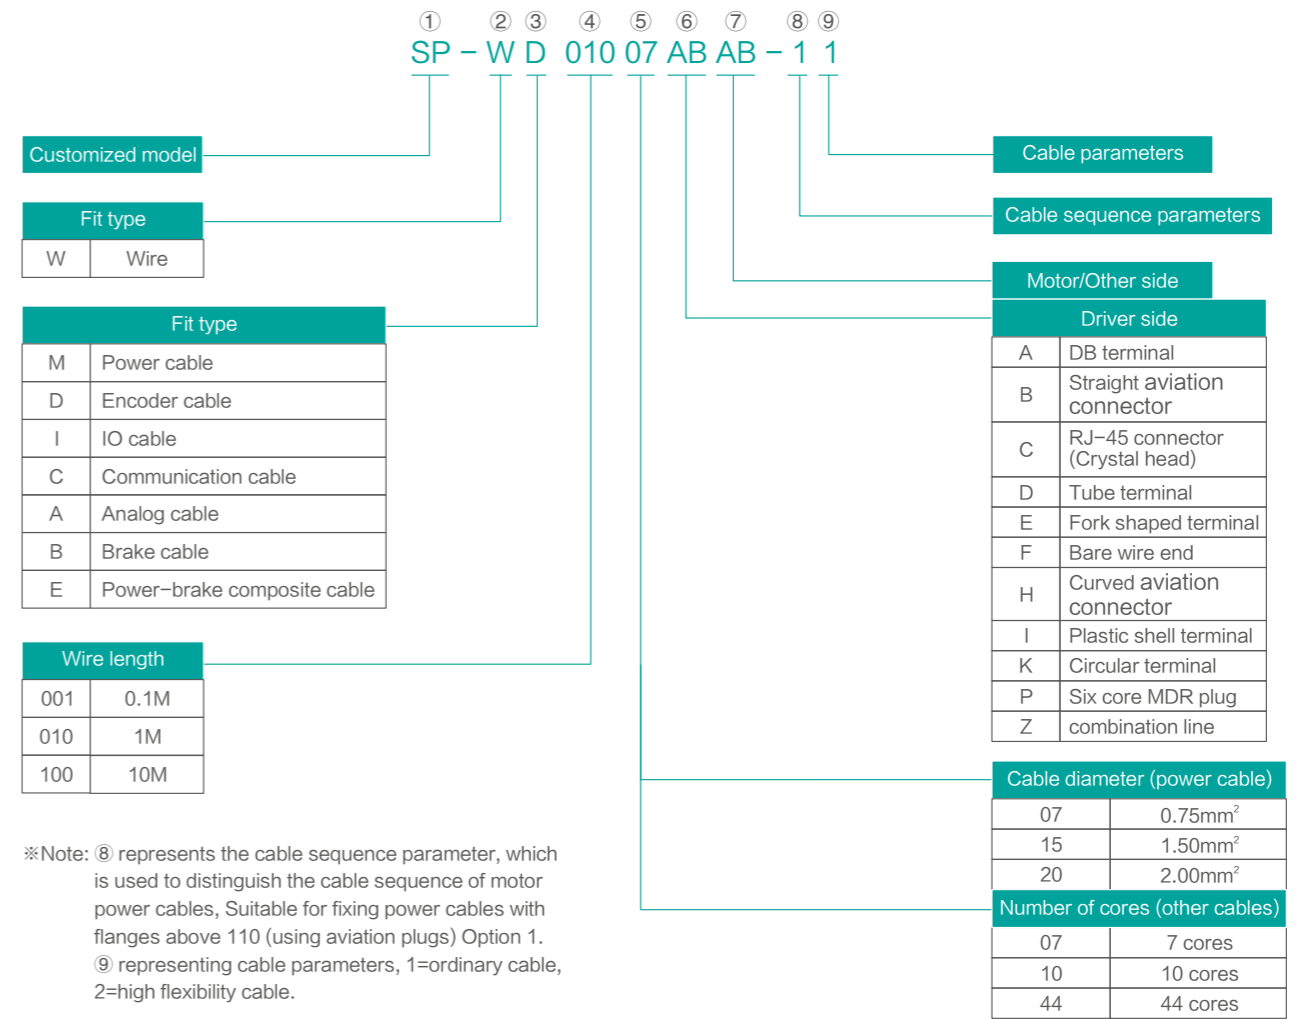 ① ② ③ ④ ⑤ ⑥ ⑦ ⑧ ⑨
SP - W D 010 07 AB AB - 1 1
Customized model
Fit type
W Wire
Fit type
M Power cable
D Encoder cable
I IO cable
C Communication cable
A Analog cable
B Brake cable
E Power-brake composite cable
Wire length
001 0.1M
010 1M
100 10M
※Note: ⑧ represents the cable sequence parameter, which
is used to distinguish the cable sequence of motor
power cables, Suitable for fixing power cables with
flanges above 110 (using aviation plugs) Option 1.
⑨ representing cable parameters, 1=ordinary cable,
2=high flexibility cable.
Cable parameters
Cable sequence parameters
Motor/Other side
Driver side
A DB terminal
B Straight aviation
connector
C RJ-45 connector
(Crystal head)
D Tube terminal
E Fork shaped terminal
F Bare wire end
H Curved aviation
connector
I Plastic shell terminal
K Circular terminal
P Six core MDR plug
Z combination line
Cable diameter (power cable)
07 0.75mm²
15 1.50mm²
20 2.00mm²
Number of cores (other cables)
07 7 cores
10 10 cores
44 44 cores